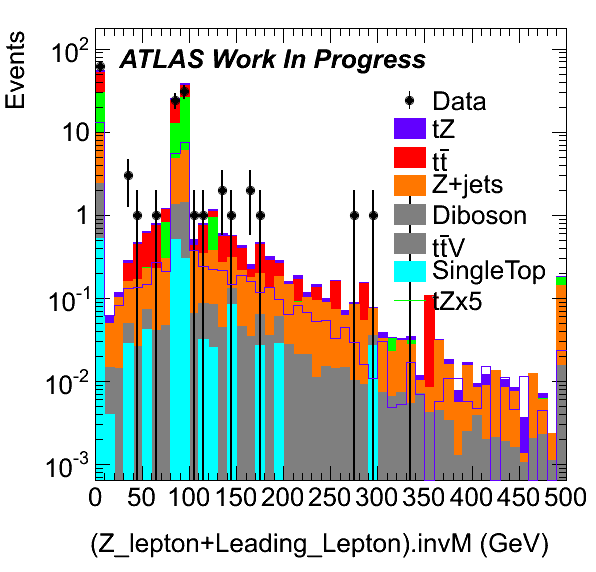 Events
ATLAS Work In Progress
10²
10
1
10⁻¹
10⁻²
10⁻³
Data
tZ
tt̄
Z+jets
Diboson
tt̄V
SingleTop
tZx5
0 50 100 150 200 250 300 350 400 450 500
(Z_lepton+Leading_Lepton).invM (GeV)